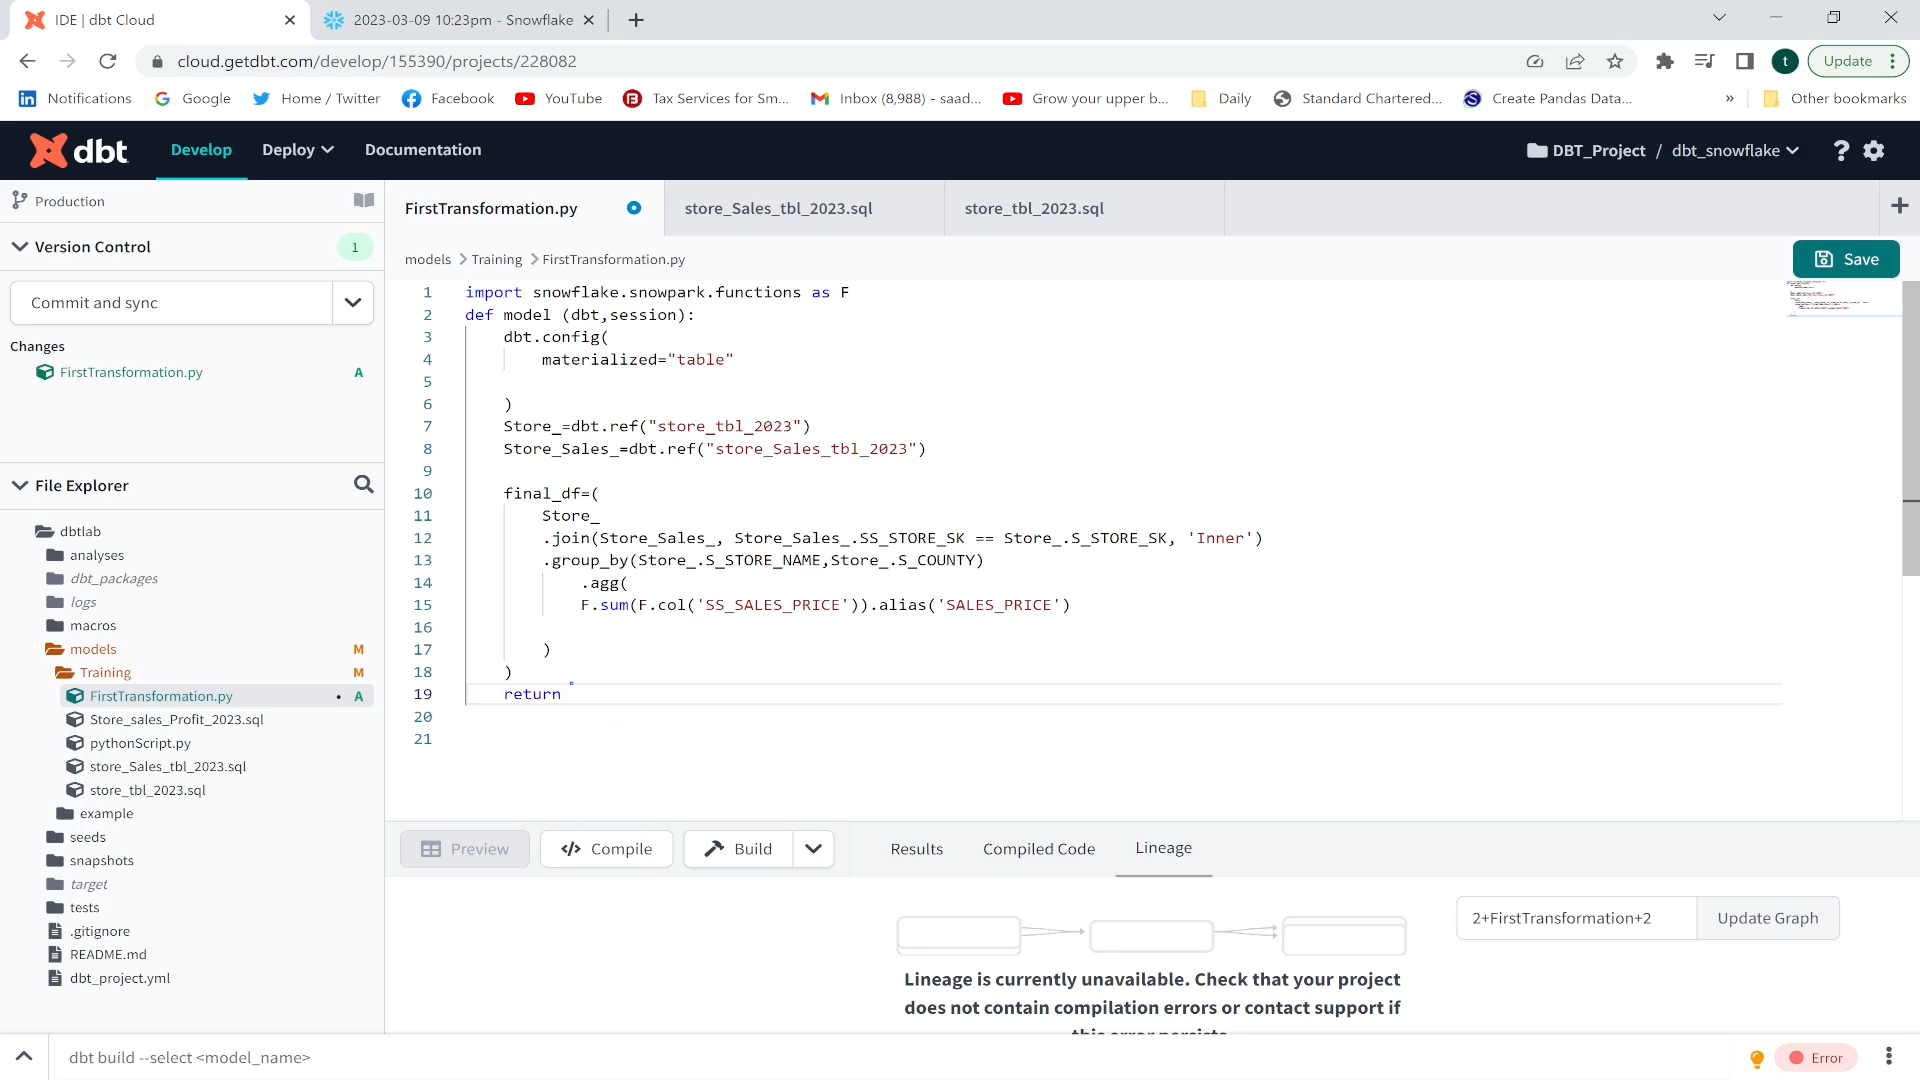 IDE | dbt Cloud
2023-03-09 10:23pm - Snowflake
cloud.getdbt.com/develop/155390/projects/228082
t
Update
Notifications
Google
Home / Twitter
Facebook
YouTube
Tax Services for Sm...
Inbox (8,988) - saad...
Grow your upper b...
Daily
Standard Chartered...
Create Pandas Data...
»
Other bookmarks
dbt
Develop
Deploy
Documentation
DBT_Project / dbt_snowflake
?
Production
Version Control
1
Commit and sync
Changes
FirstTransformation.py A
File Explorer
dbtlab
analyses
dbt_packages
logs
macros
models M
Training M
FirstTransformation.py • A
Store_sales_Profit_2023.sql
pythonScript.py
store_Sales_tbl_2023.sql
store_tbl_2023.sql
example
seeds
snapshots
target
tests
.gitignore
README.md
dbt_project.yml
FirstTransformation.py
store_Sales_tbl_2023.sql
store_tbl_2023.sql
models > Training > FirstTransformation.py
Save
1 import snowflake.snowpark.functions as F
2 def model (dbt,session):
3 dbt.config(
4 materialized="table"
5
6 )
7 Store_=dbt.ref("store_tbl_2023")
8 Store_Sales_=dbt.ref("store_Sales_tbl_2023")
9
10 final_df=(
11 Store_
12 .join(Store_Sales_, Store_Sales_.SS_STORE_SK == Store_.S_STORE_SK, 'Inner')
13 .group_by(Store_.S_STORE_NAME,Store_.S_COUNTY)
14 .agg(
15 F.sum(F.col('SS_SALES_PRICE')).alias('SALES_PRICE')
16
17 )
18 )
19 return
20
21
Preview
</> Compile
Build
Results
Compiled Code
Lineage
2+FirstTransformation+2
Update Graph
Lineage is currently unavailable. Check that your project
does not contain compilation errors or contact support if
this error persists.
dbt build --select <model_name>
Error